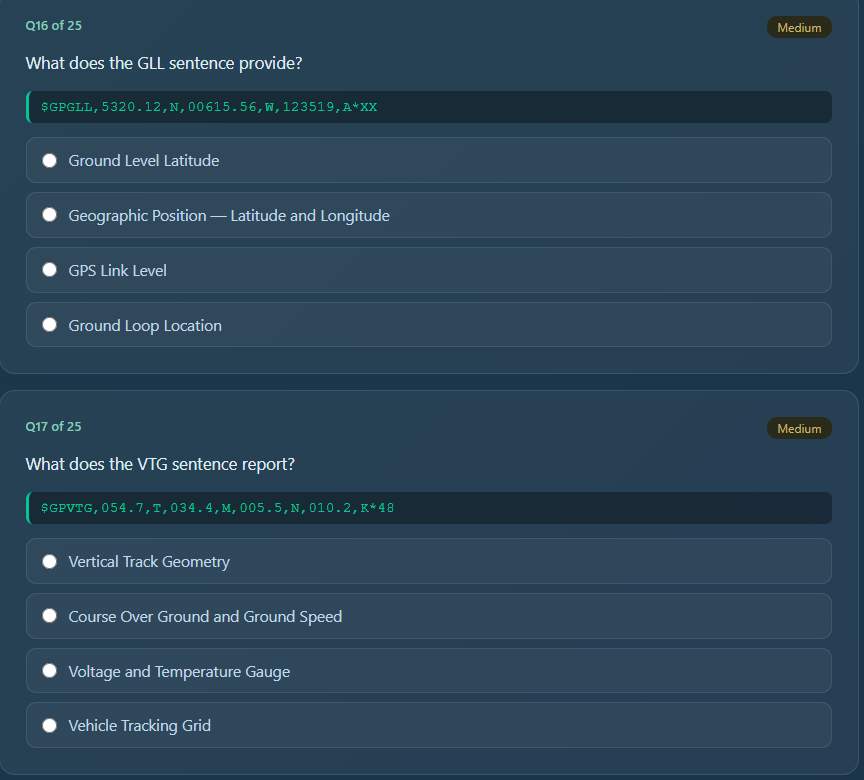 Q16 of 25
Medium
What does the GLL sentence provide?
$GPGLL,5320.12,N,00615.56,W,123519,A*XX
Ground Level Latitude
Geographic Position — Latitude and Longitude
GPS Link Level
Ground Loop Location
Q17 of 25
Medium
What does the VTG sentence report?
$GPVTG,054.7,T,034.4,M,005.5,N,010.2,K*48
Vertical Track Geometry
Course Over Ground and Ground Speed
Voltage and Temperature Gauge
Vehicle Tracking Grid